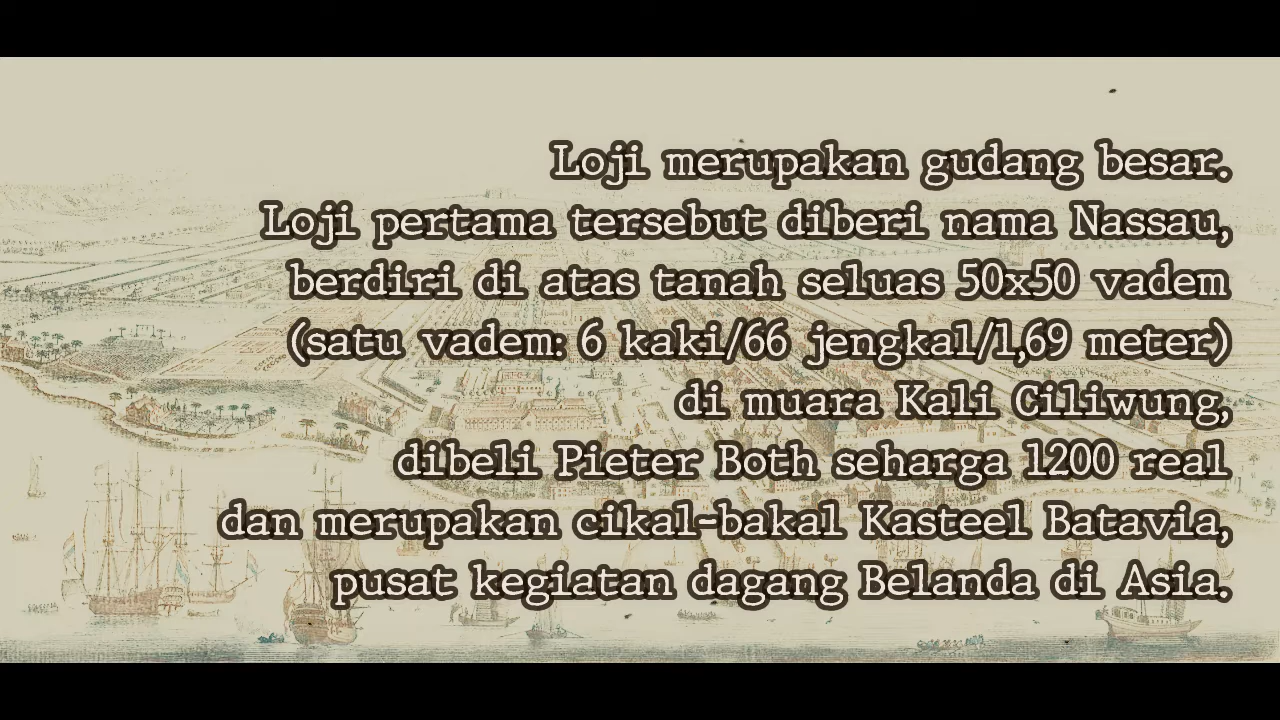 Loji merupakan gudang besar.
Loji pertama tersebut diberi nama Nassau,
berdiri di atas tanah seluas 50x50 vadem
(satu vadem: 6 kaki/66 jengkal/1,69 meter)
di muara Kali Ciliwung,
dibeli Pieter Both seharga 1200 real
dan merupakan cikal-bakal Kasteel Batavia,
pusat kegiatan dagang Belanda di Asia.